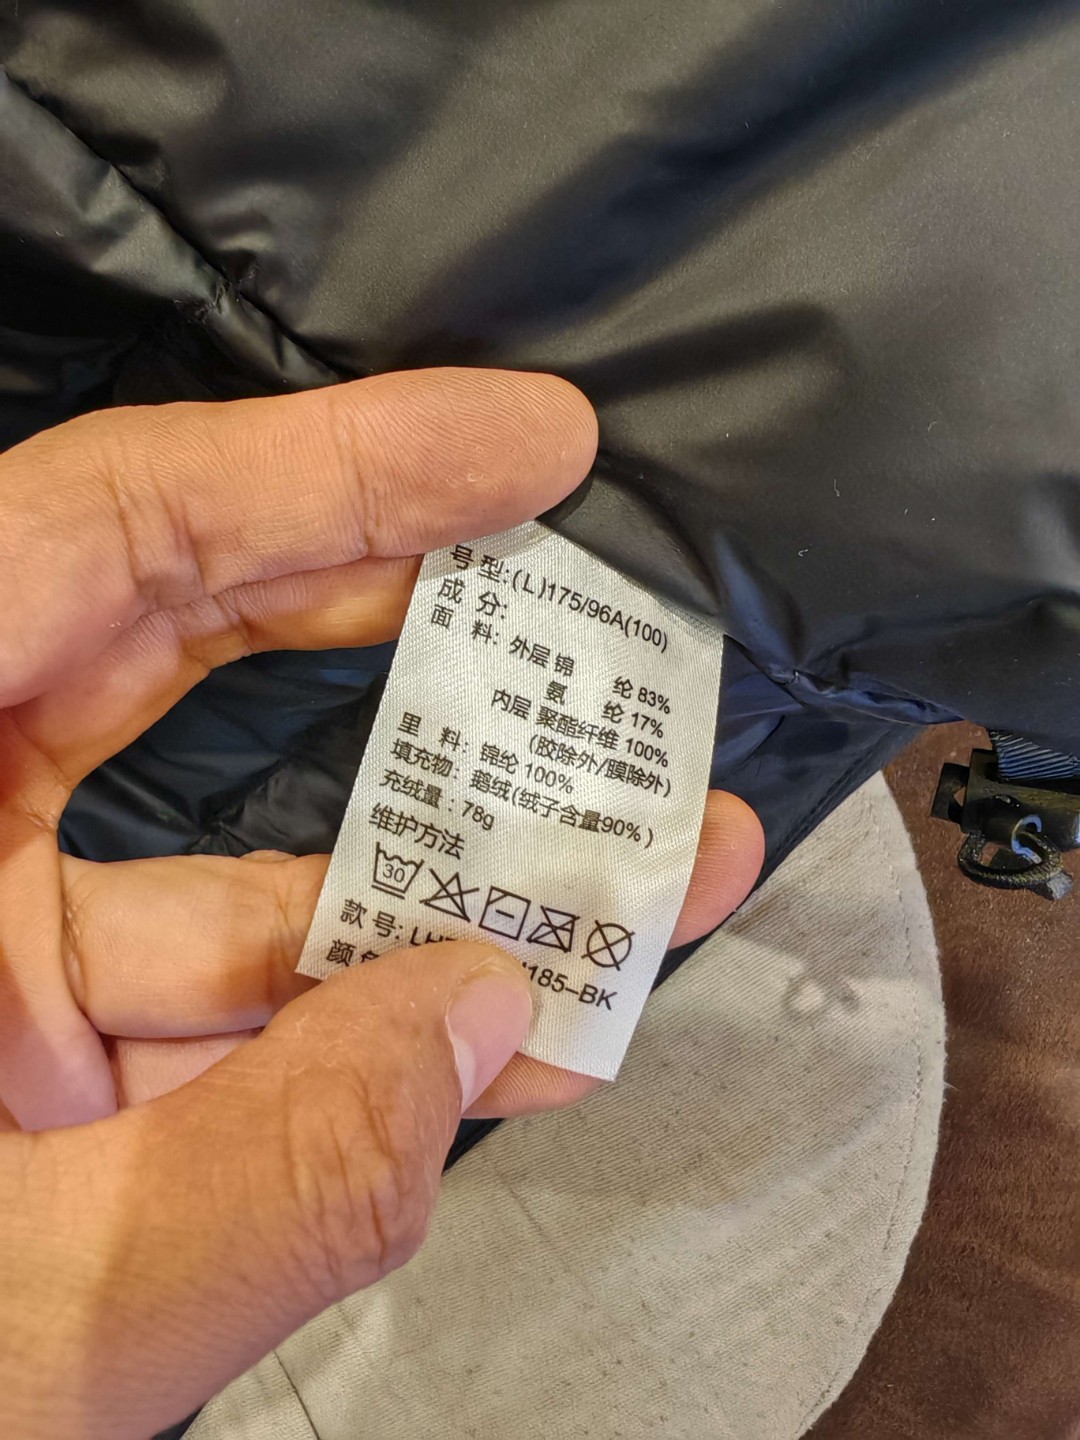 号 型: (L)175/96A(100)
成 分:
面 料: 外层 锦 纶 83%
氨 纶 17%
内层 聚酯纤维 100%
(胶除外/膜除外)
里 料: 锦纶 100%
填充物: 鹅绒(绒子含量90%)
充绒量: 78g
维护方法
30
款 号:
颜
185-BK